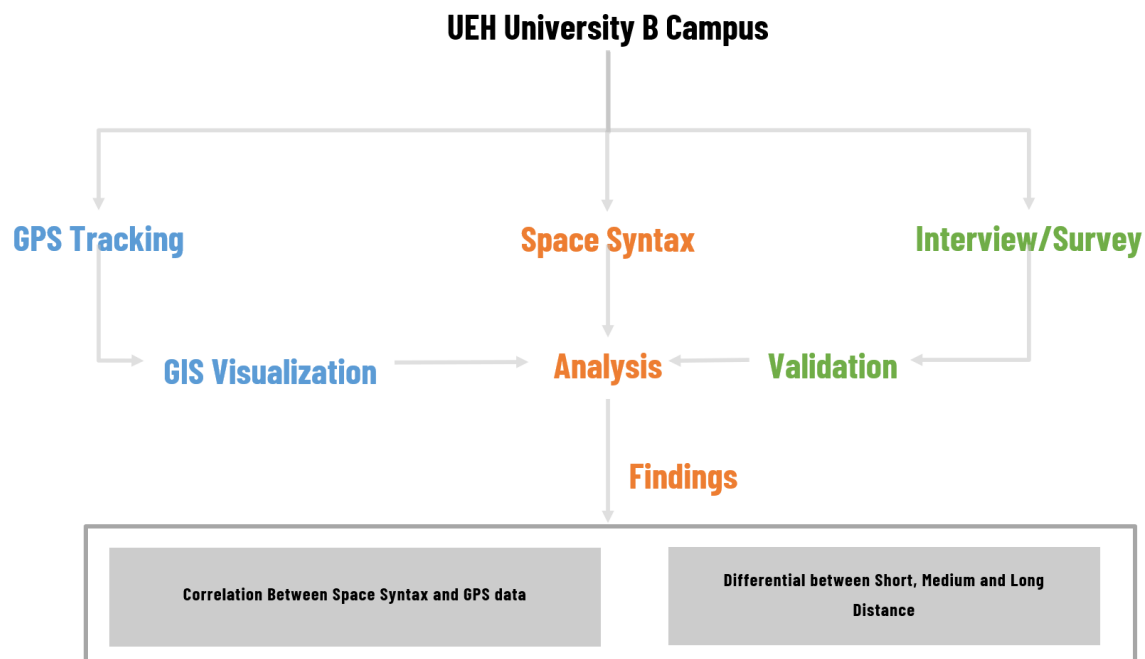 UEH University B Campus
GPS Tracking
Space Syntax
Interview/Survey
GIS Visualization
Analysis
Validation
Findings
Correlation Between Space Syntax and GPS data
Differential between Short, Medium and Long
Distance